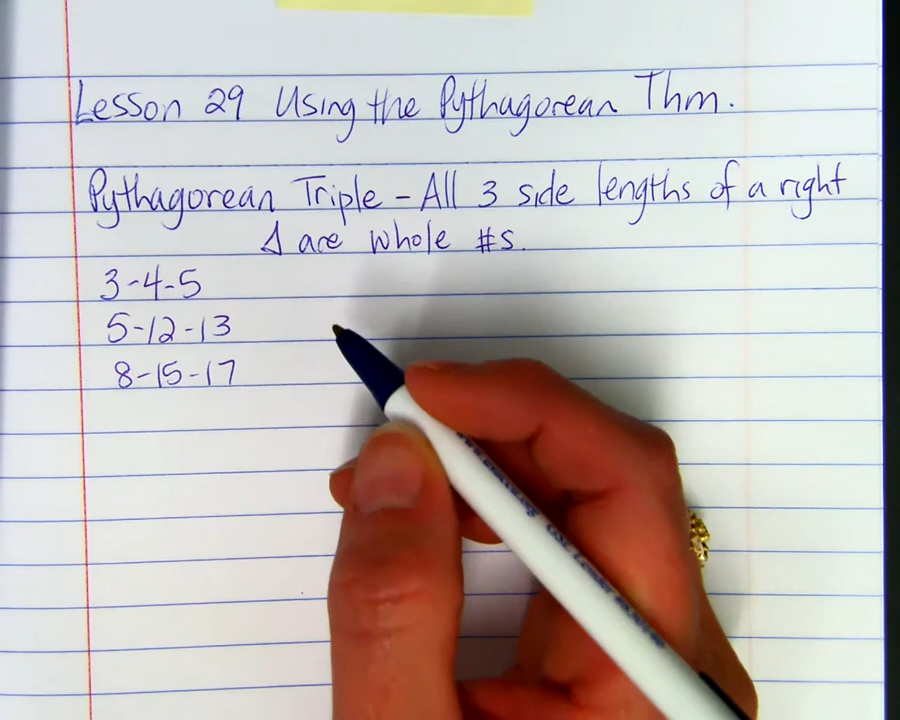 Lesson 29 Using the Pythagorean Thm.
Pythagorean Triple - All 3 side lengths of a right
Δ are whole #s.
3-4-5
5-12-13
8-15-17